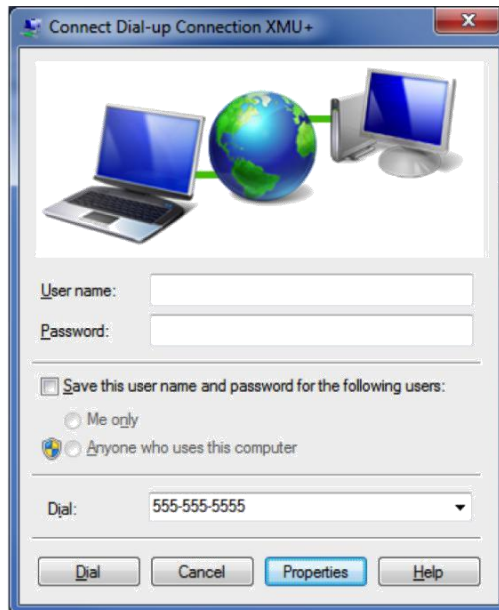 Connect Dial-up Connection XMU+
User name:
Password:
Save this user name and password for the following users:
Me only
Anyone who uses this computer
Dial: 555-555-5555
Dial Cancel Properties Help